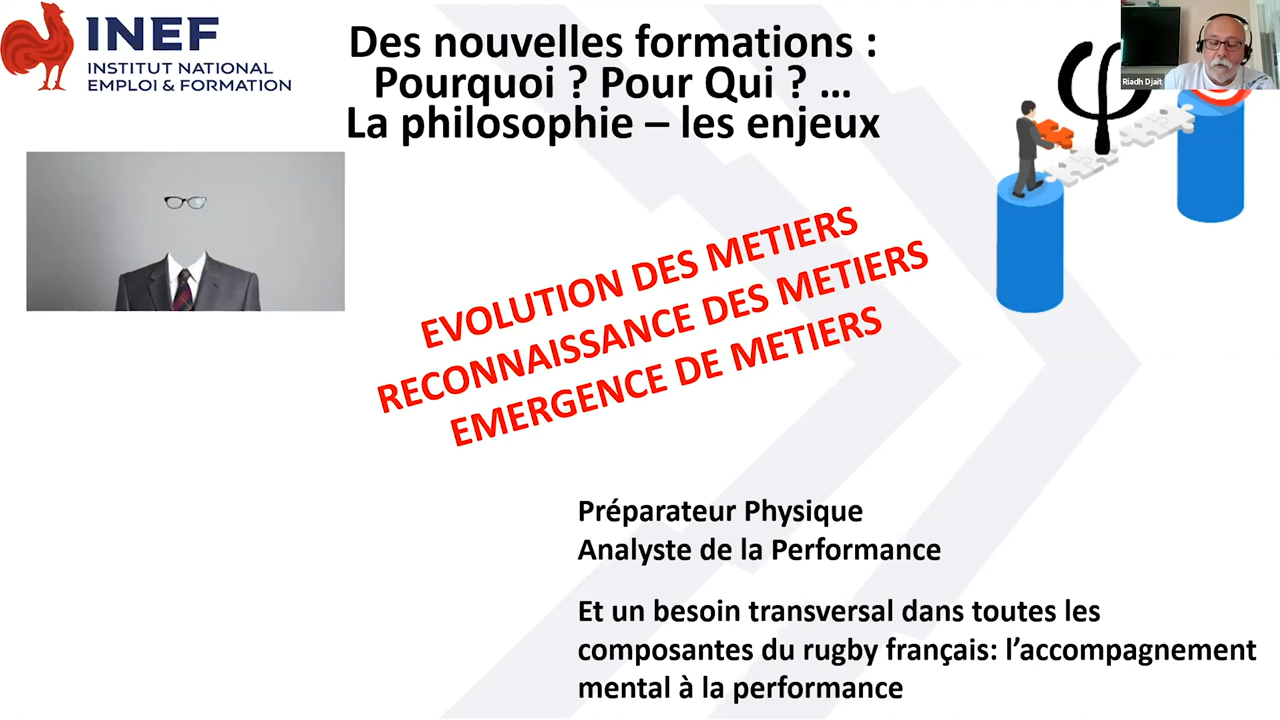 INEF
INSTITUT NATIONAL
EMPLOI & FORMATION
Des nouvelles formations :
Pourquoi ? Pour Qui ? ...
La philosophie – les enjeux
Riadh Djait
EVOLUTION DES METIERS
RECONNAISSANCE DES METIERS
EMERGENCE DE METIERS
Préparateur Physique
Analyste de la Performance
Et un besoin transversal dans toutes les
composantes du rugby français: l’accompagnement
mental à la performance